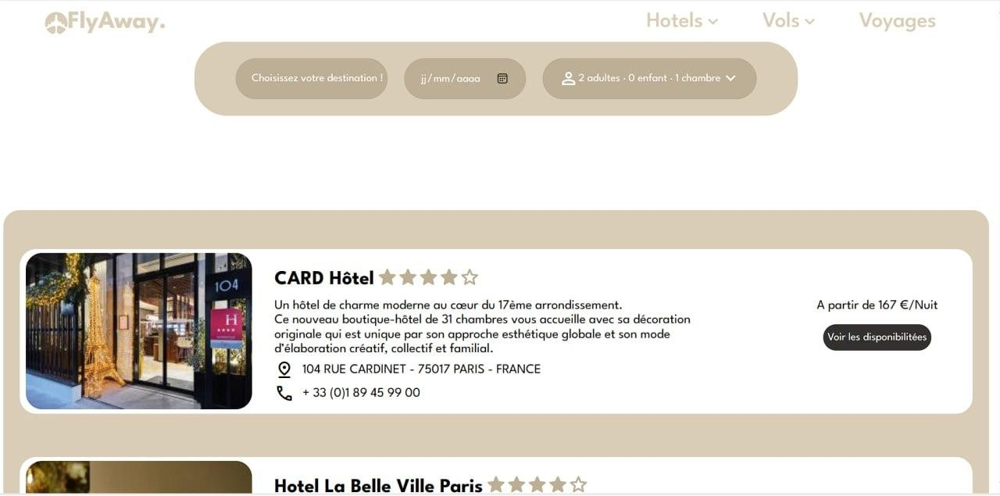 FlyAway.
Hotels
Vols
Voyages
Choisissez votre destination !
jj/mm/aaaa
2 adultes · 0 enfant · 1 chambre
104
H
CARD Hôtel
Un hôtel de charme moderne au cœur du 17ème arrondissement.
Ce nouveau boutique-hôtel de 31 chambres vous accueille avec sa décoration
originale qui est unique par son approche esthétique globale et son mode
d'élaboration créatif, collectif et familial.
104 RUE CARDINET - 75017 PARIS - FRANCE
+ 33 (0)1 89 45 99 00
A partir de 167 €/Nuit
Voir les disponibilitées
Hotel La Belle Ville Paris